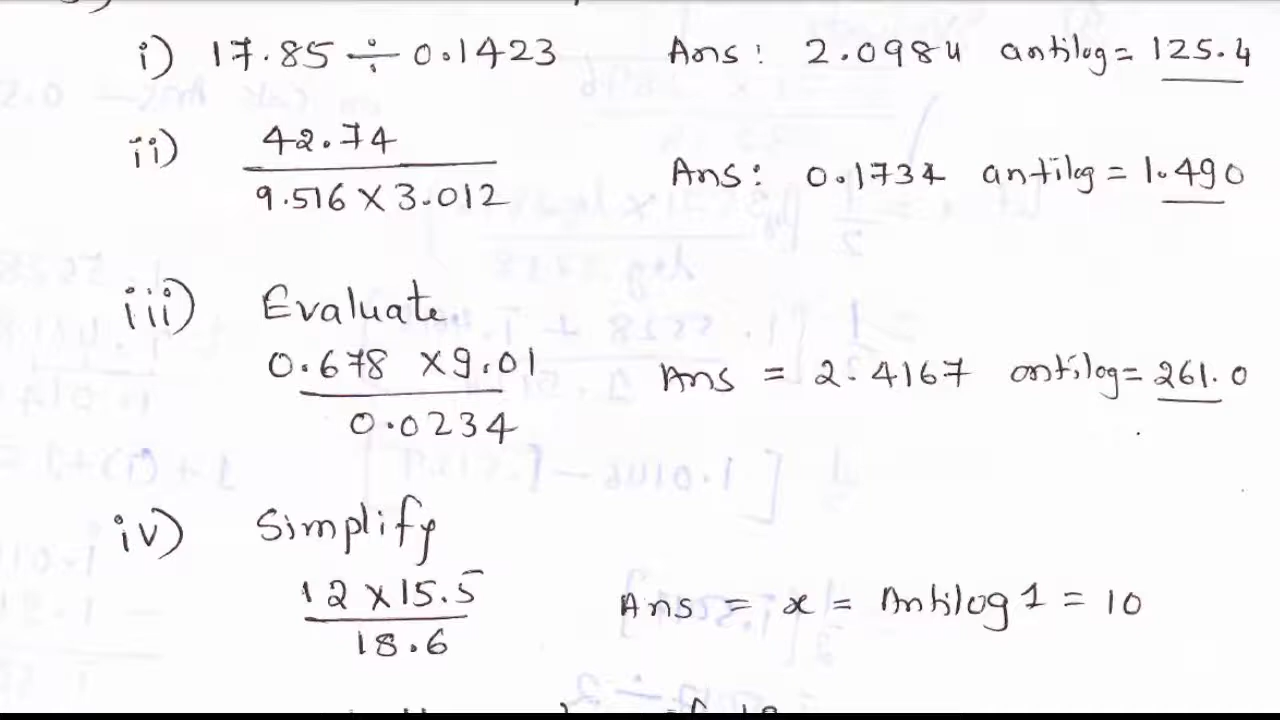 i) 17.85 ÷ 0.1423 Ans: 2.0984 antilog= 125.4
ii) 42.74
9.516 X 3.012 Ans: 0.1734 antilog = 1.490
iii) Evaluate
0.678 X 9.01
0.0234 Ans = 2.4167 antilog= 261.0
iv) Simplify
12 X 15.5
18.6 Ans = x = Antilog 1 = 10